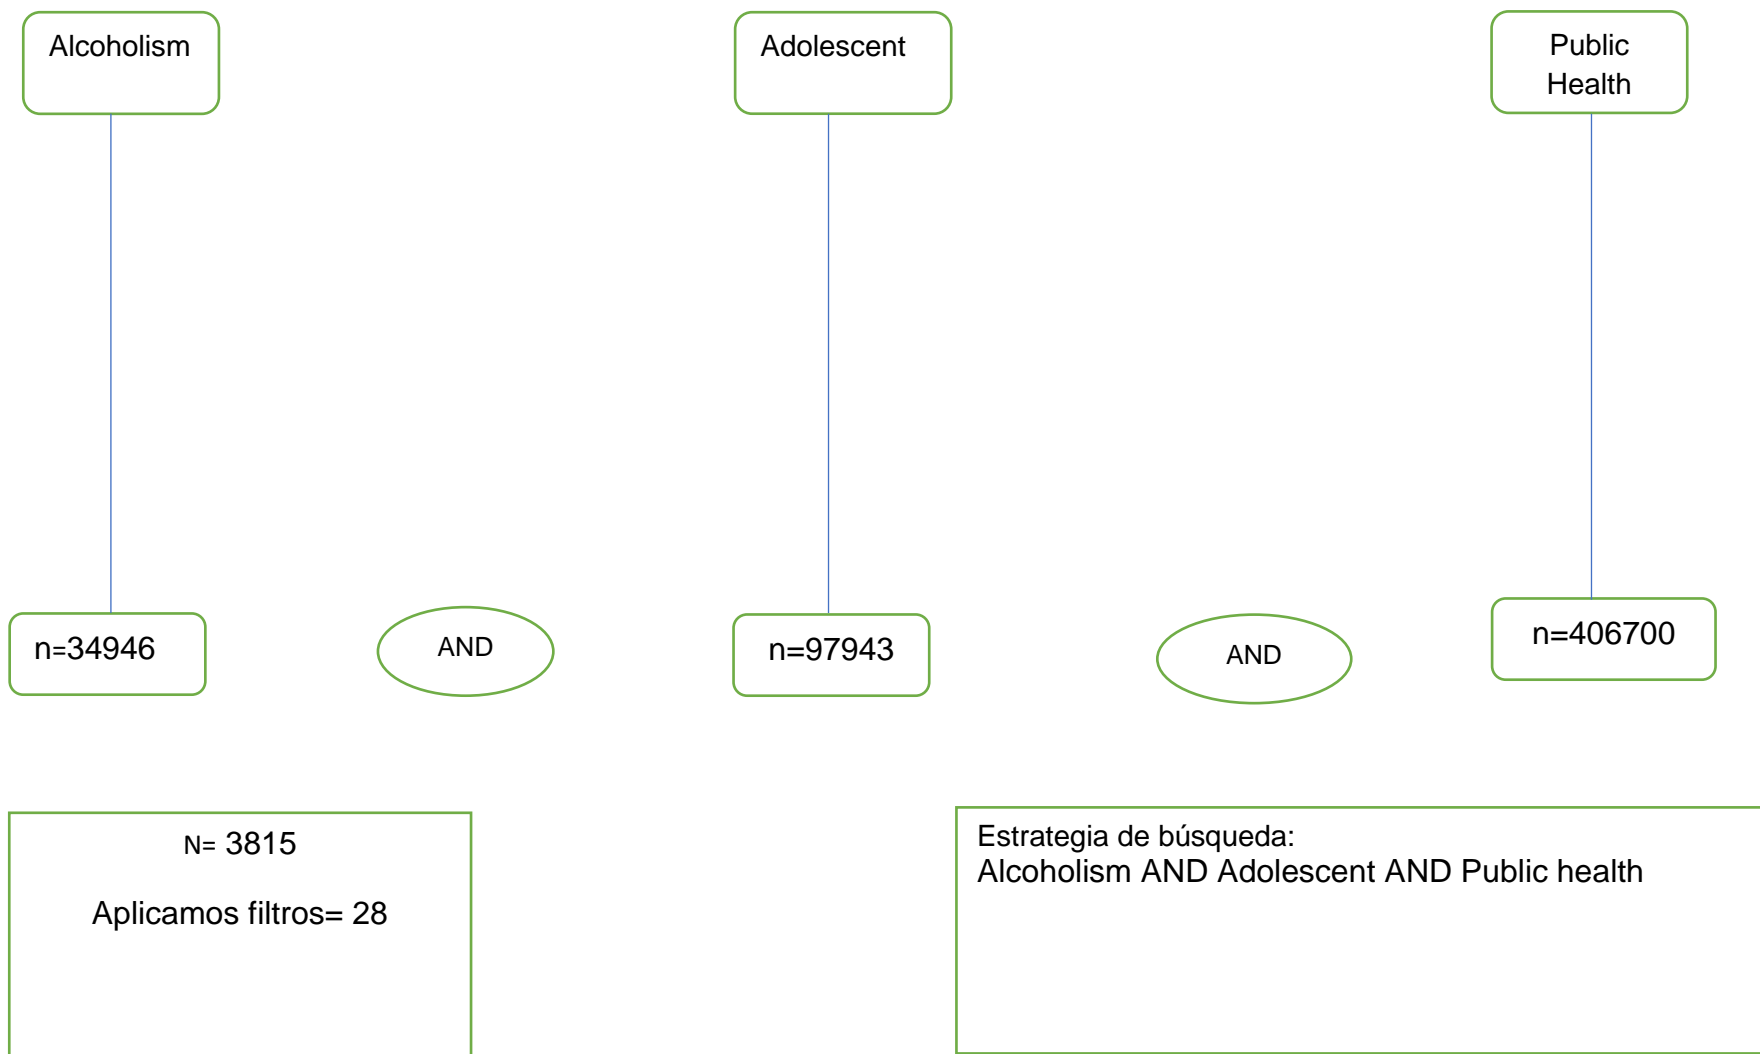 Alcoholism
Adolescent
Public
Health
n=34946
AND
n=97943
AND
n=406700
N= 3815
Aplicamos filtros= 28
Estrategia de búsqueda:
Alcoholism AND Adolescent AND Public health